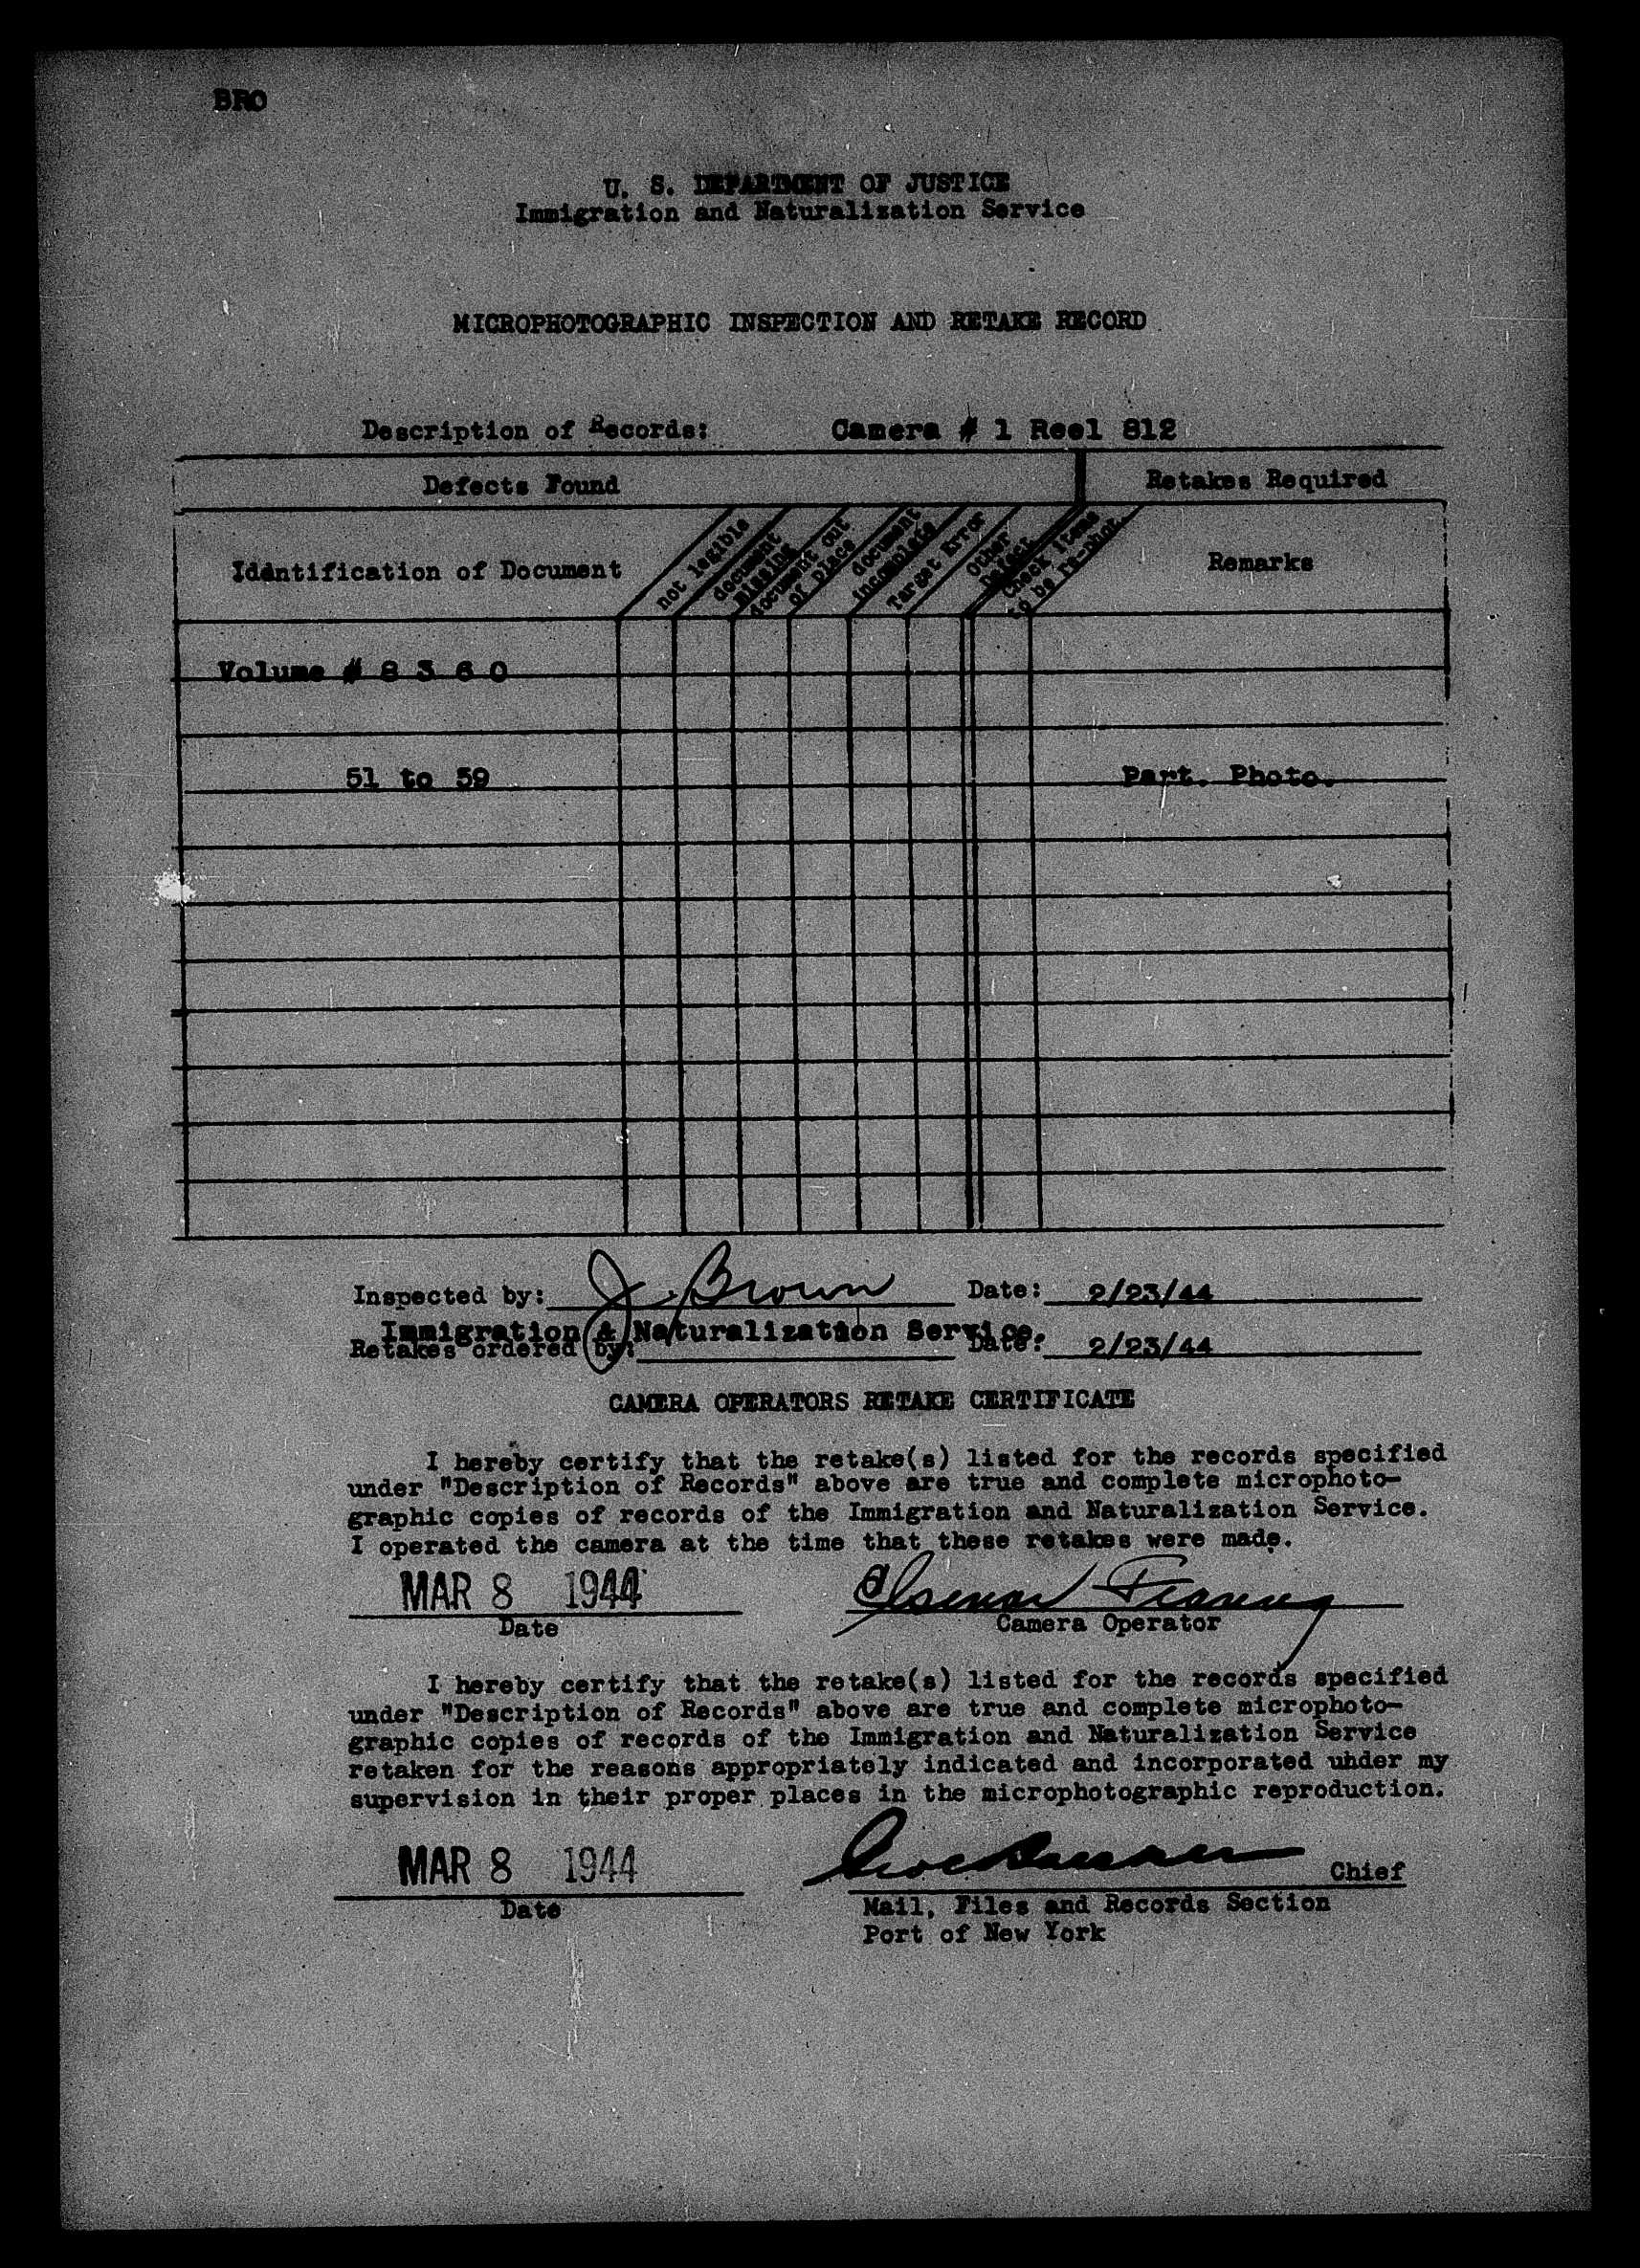 BRO
U. S. DEPARTMENT OF JUSTICE
Immigration and Naturalization Service
MICROPHOTOGRAPHIC INSPECTION AND RETAKE RECORD
Description of Records: Camera # 1 Reel 812
Defects Found Retakes Required
Identification of Document
not legible
document missing
document out of place
document incomplete
Target Error
Other Defect
Check items to be re-shot
Remarks
Volume # 8 3 6 0
51 to 59 Part. Photo.
Inspected by: J. Brown Date: 2/23/44
Immigration & Naturalization Service.
Retakes ordered by: Date: 2/23/44
CAMERA OPERATORS RETAKE CERTIFICATE
I hereby certify that the retake(s) listed for the records specified
under "Description of Records" above are true and complete microphoto-
graphic copies of records of the Immigration and Naturalization Service.
I operated the camera at the time that these retakes were made.
MAR 8 1944
Date Camera Operator
I hereby certify that the retake(s) listed for the records specified
under "Description of Records" above are true and complete microphoto-
graphic copies of records of the Immigration and Naturalization Service
retaken for the reasons appropriately indicated and incorporated under my
supervision in their proper places in the microphotographic reproduction.
MAR 8 1944 Chief
Date Mail, Files and Records Section
Port of New York